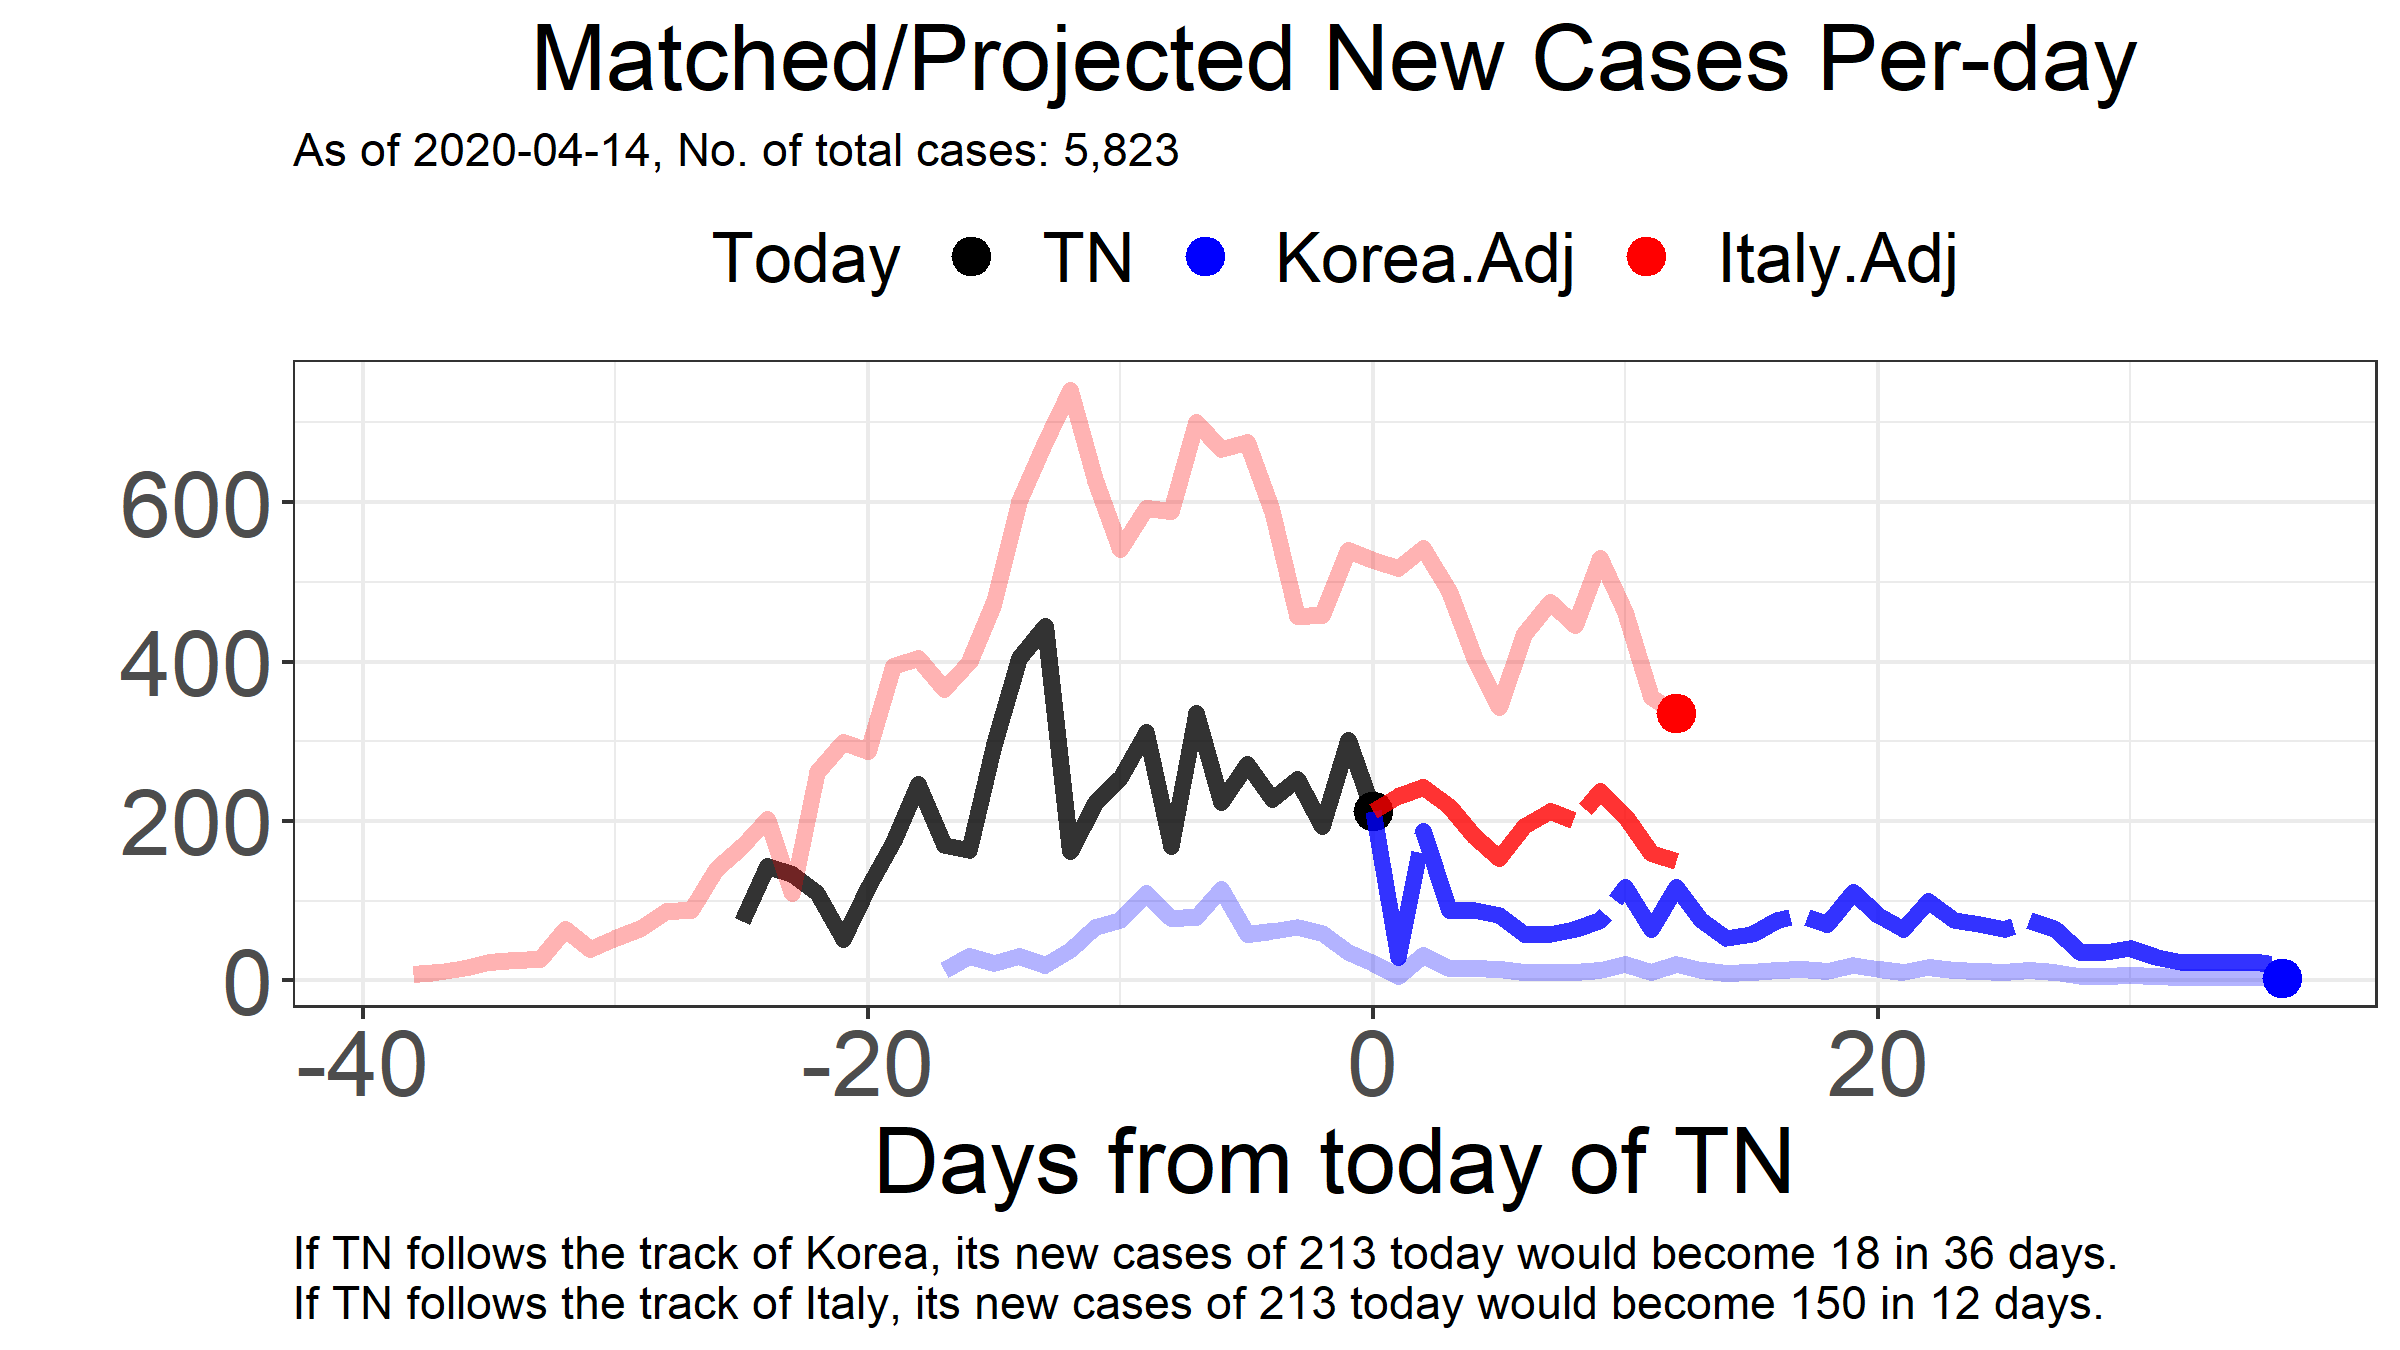 Matched/Projected New Cases Per-day
As of 2020-04-14, No. of total cases: 5,823
Today TN Korea.Adj Italy.Adj
600
400
200
0
-40 -20 0 20
Days from today of TN
If TN follows the track of Korea, its new cases of 213 today would become 18 in 36 days.
If TN follows the track of Italy, its new cases of 213 today would become 150 in 12 days.